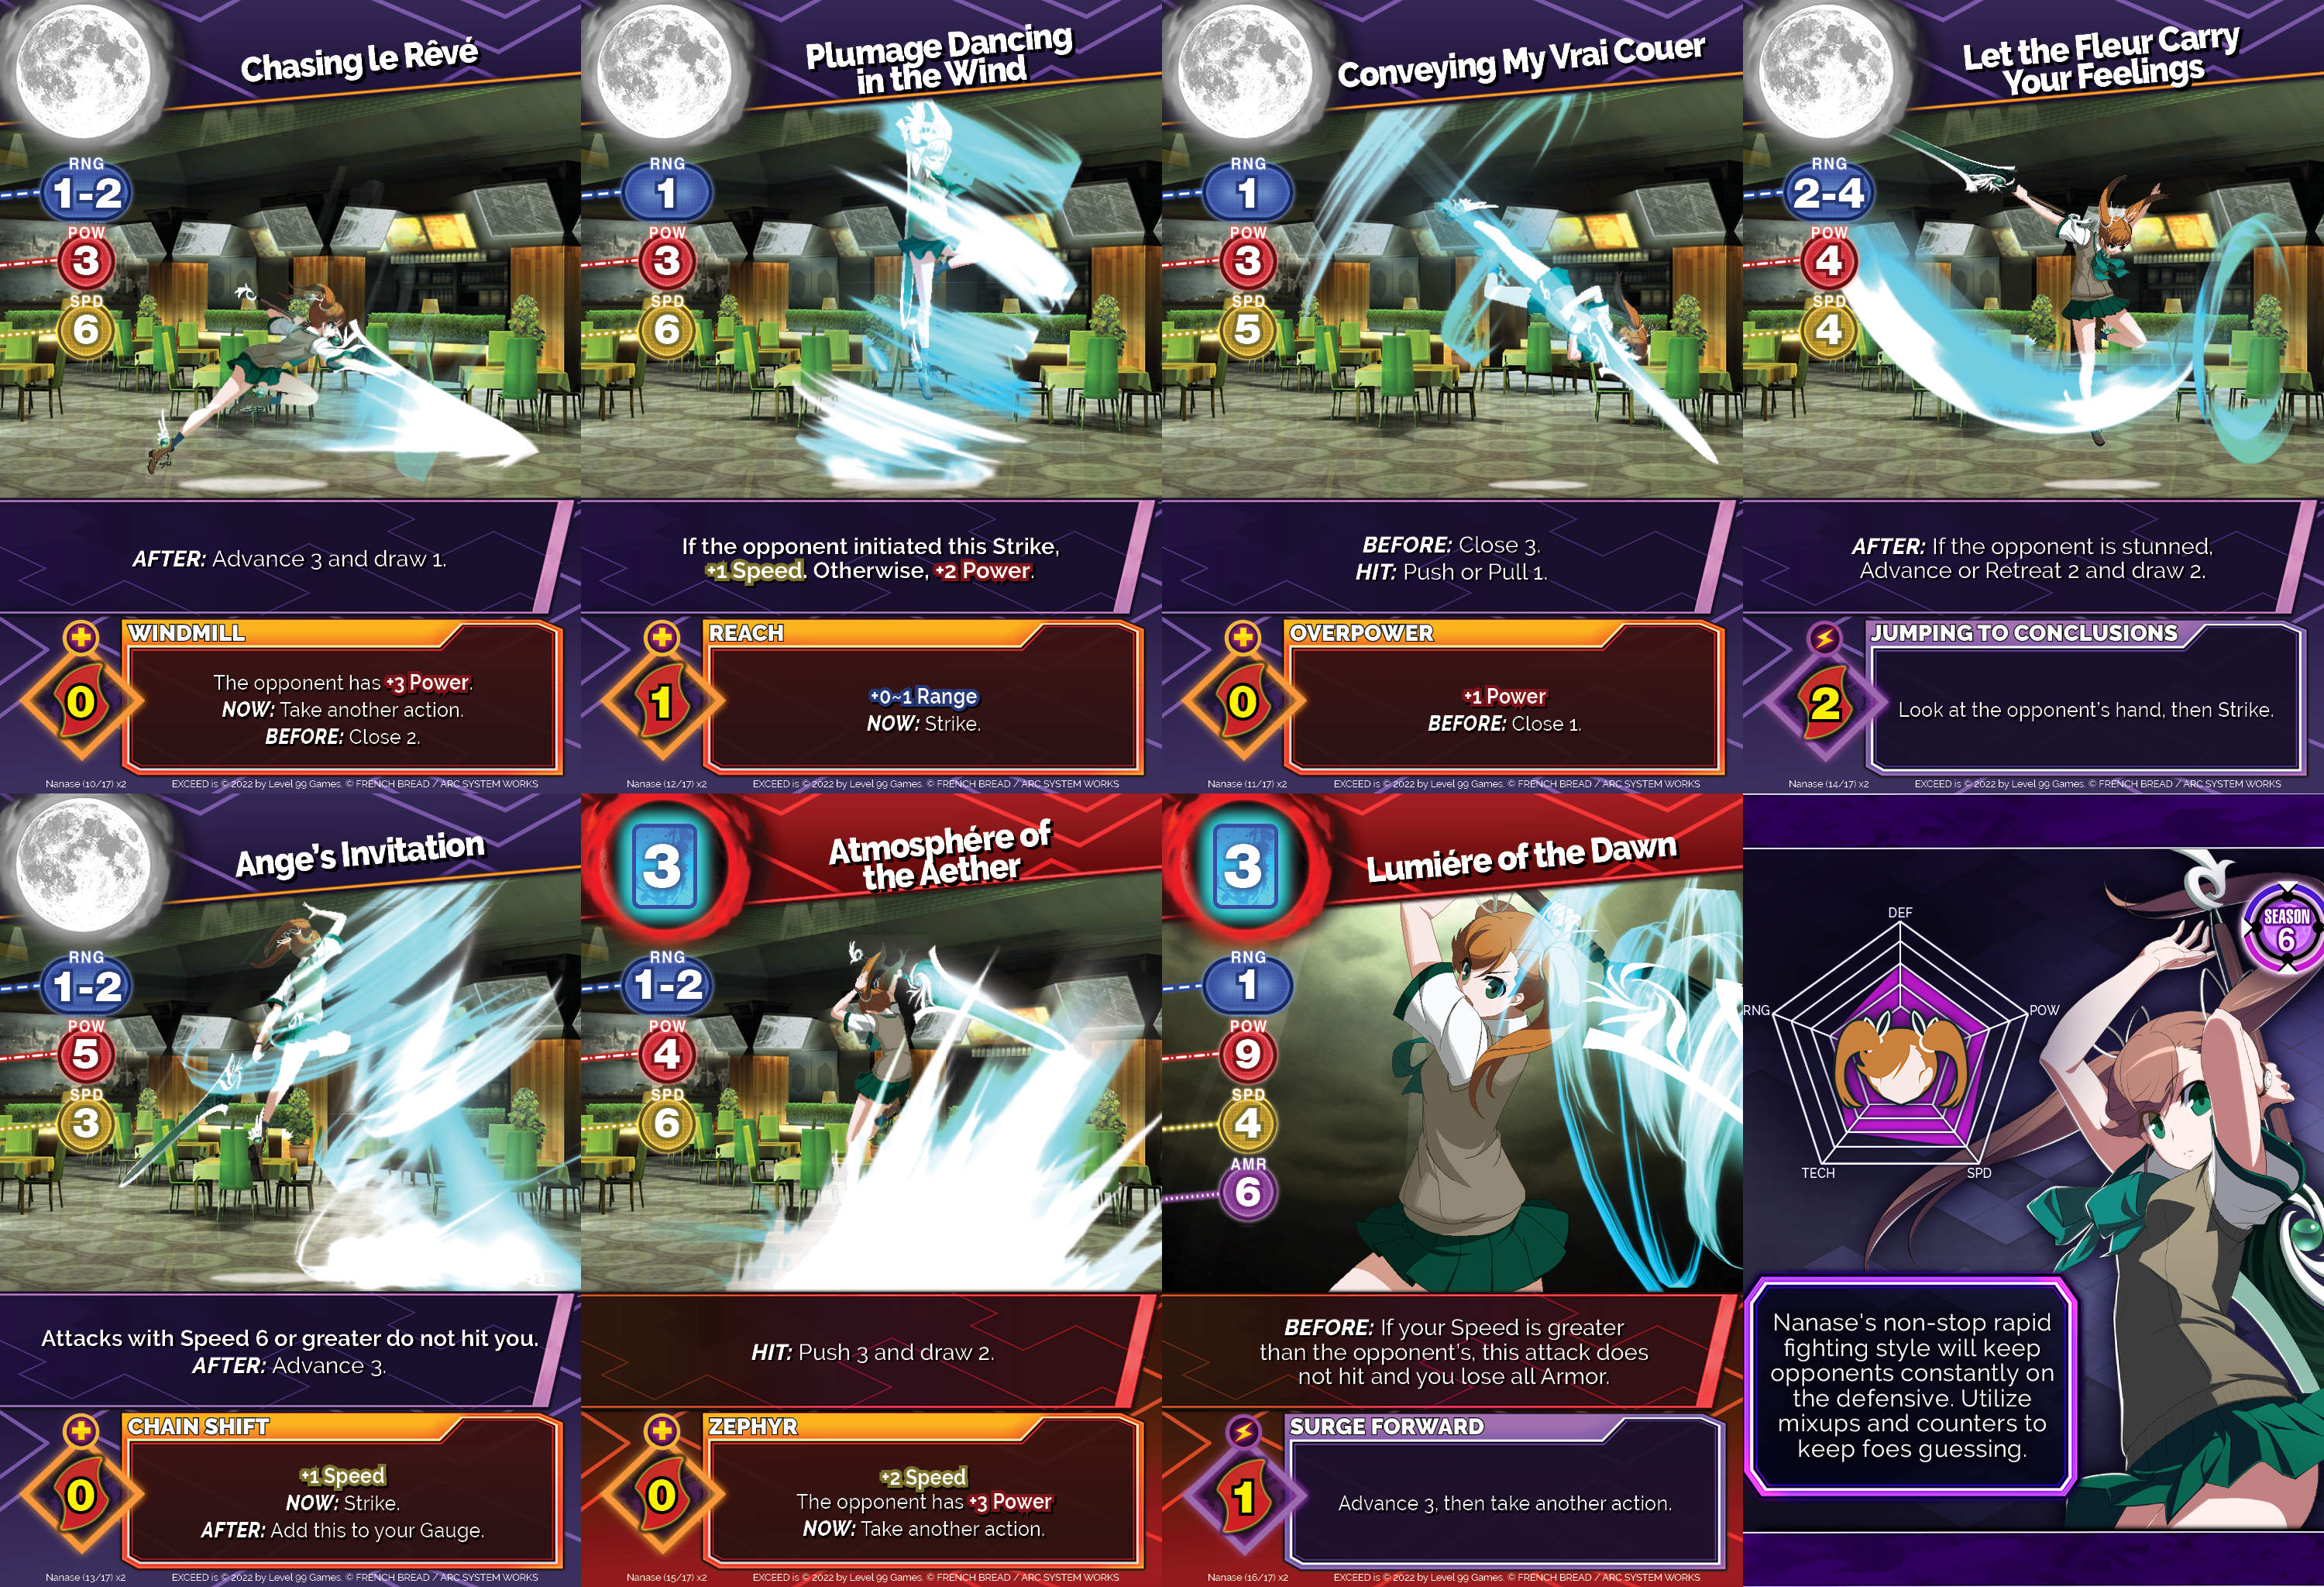 Chasing le Rêvé
RNG
1-2
POW
3
SPD
6
AFTER: Advance 3 and draw 1.
WINDMILL
0
The opponent has +3 Power.
NOW: Take another action.
BEFORE: Close 2.
Nanase (10/17) x2
EXCEED is © 2022 by Level 99 Games. © FRENCH BREAD / ARC SYSTEM WORKS
Plumage Dancing
in the Wind
RNG
1
POW
3
SPD
6
If the opponent initiated this Strike,
+1 Speed. Otherwise, +2 Power.
REACH
1
+0~1 Range
NOW: Strike.
Nanase (12/17) x2
EXCEED is © 2022 by Level 99 Games. © FRENCH BREAD / ARC SYSTEM WORKS
Conveying My Vrai Couer
RNG
1
POW
3
SPD
5
BEFORE: Close 3.
HIT: Push or Pull 1.
OVERPOWER
0
+1 Power
BEFORE: Close 1.
Nanase (11/17) x2
EXCEED is © 2022 by Level 99 Games. © FRENCH BREAD / ARC SYSTEM WORKS
Let the Fleur Carry
Your Feelings
RNG
2-4
POW
4
SPD
4
AFTER: If the opponent is stunned,
Advance or Retreat 2 and draw 2.
JUMPING TO CONCLUSIONS
2
Look at the opponent's hand, then Strike.
Nanase (14/17) x2
EXCEED is © 2022 by Level 99 Games. © FRENCH BREAD / ARC SYSTEM WORKS
Ange's Invitation
RNG
1-2
POW
5
SPD
3
Attacks with Speed 6 or greater do not hit you.
AFTER: Advance 3.
CHAIN SHIFT
0
+1 Speed
NOW: Strike.
AFTER: Add this to your Gauge.
Nanase (13/17) x2
EXCEED is © 2022 by Level 99 Games. © FRENCH BREAD / ARC SYSTEM WORKS
3
Atmosphére of
the Aether
RNG
1-2
POW
4
SPD
6
HIT: Push 3 and draw 2.
ZEPHYR
0
+2 Speed
The opponent has +3 Power
NOW: Take another action.
Nanase (15/17) x2
EXCEED is © 2022 by Level 99 Games. © FRENCH BREAD / ARC SYSTEM WORKS
3
Lumiére of the Dawn
RNG
1
POW
9
SPD
4
AMR
6
BEFORE: If your Speed is greater
than the opponent's, this attack does
not hit and you lose all Armor.
SURGE FORWARD
1
Advance 3, then take another action.
Nanase (16/17) x2
EXCEED is © 2022 by Level 99 Games. © FRENCH BREAD / ARC SYSTEM WORKS
SEASON
6
DEF
RNG
POW
TECH
SPD
Nanase's non-stop rapid
fighting style will keep
opponents constantly on
the defensive. Utilize
mixups and counters to
keep foes guessing.